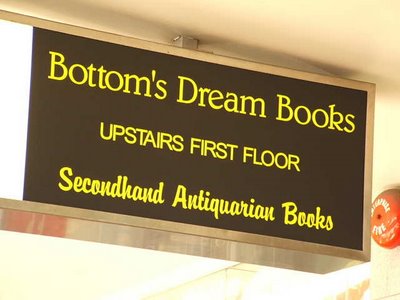 Bottom's Dream Books
UPSTAIRS FIRST FLOOR
Secondhand Antiquarian Books